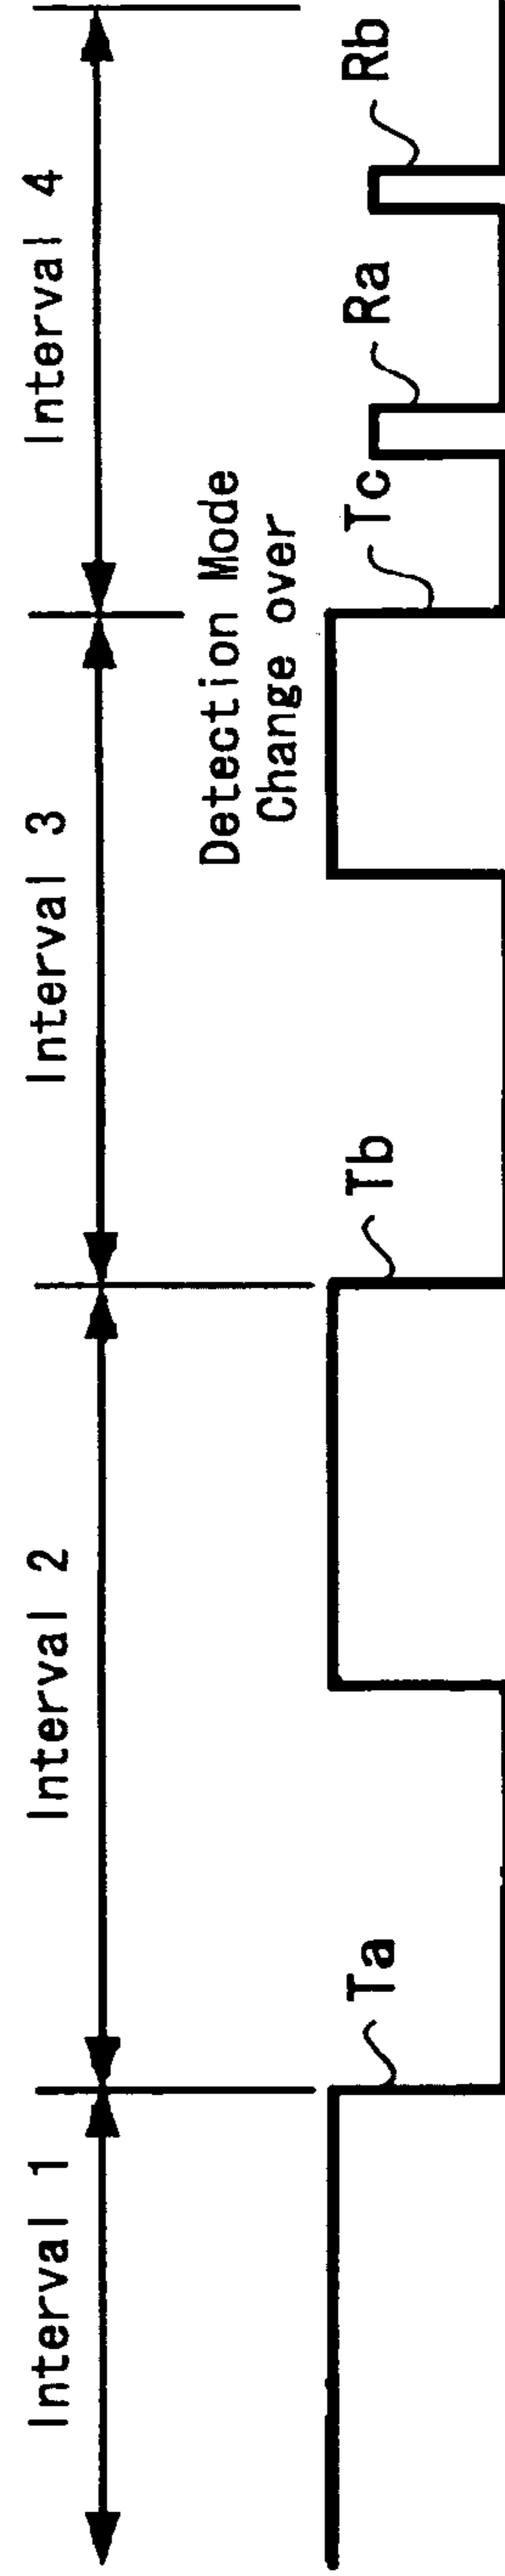 Interval 1
Interval 2
Interval 3
Interval 4
Detection Mode
Change over
Ta
Tb
Tc
Ra
Rb